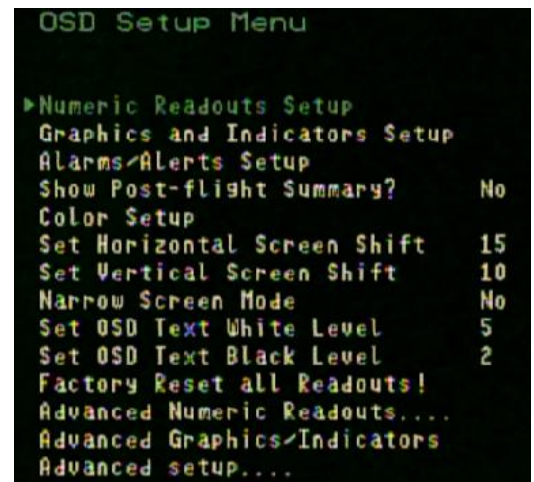 OSD Setup Menu
▶Numeric Readouts Setup
Graphics and Indicators Setup
Alarms/Alerts Setup
Show Post-flight Summary? No
Color Setup
Set Horizontal Screen Shift 15
Set Vertical Screen Shift 10
Narrow Screen Mode No
Set OSD Text White Level 5
Set OSD Text Black Level 2
Factory Reset all Readouts!
Advanced Numeric Readouts....
Advanced Graphics/Indicators
Advanced setup....